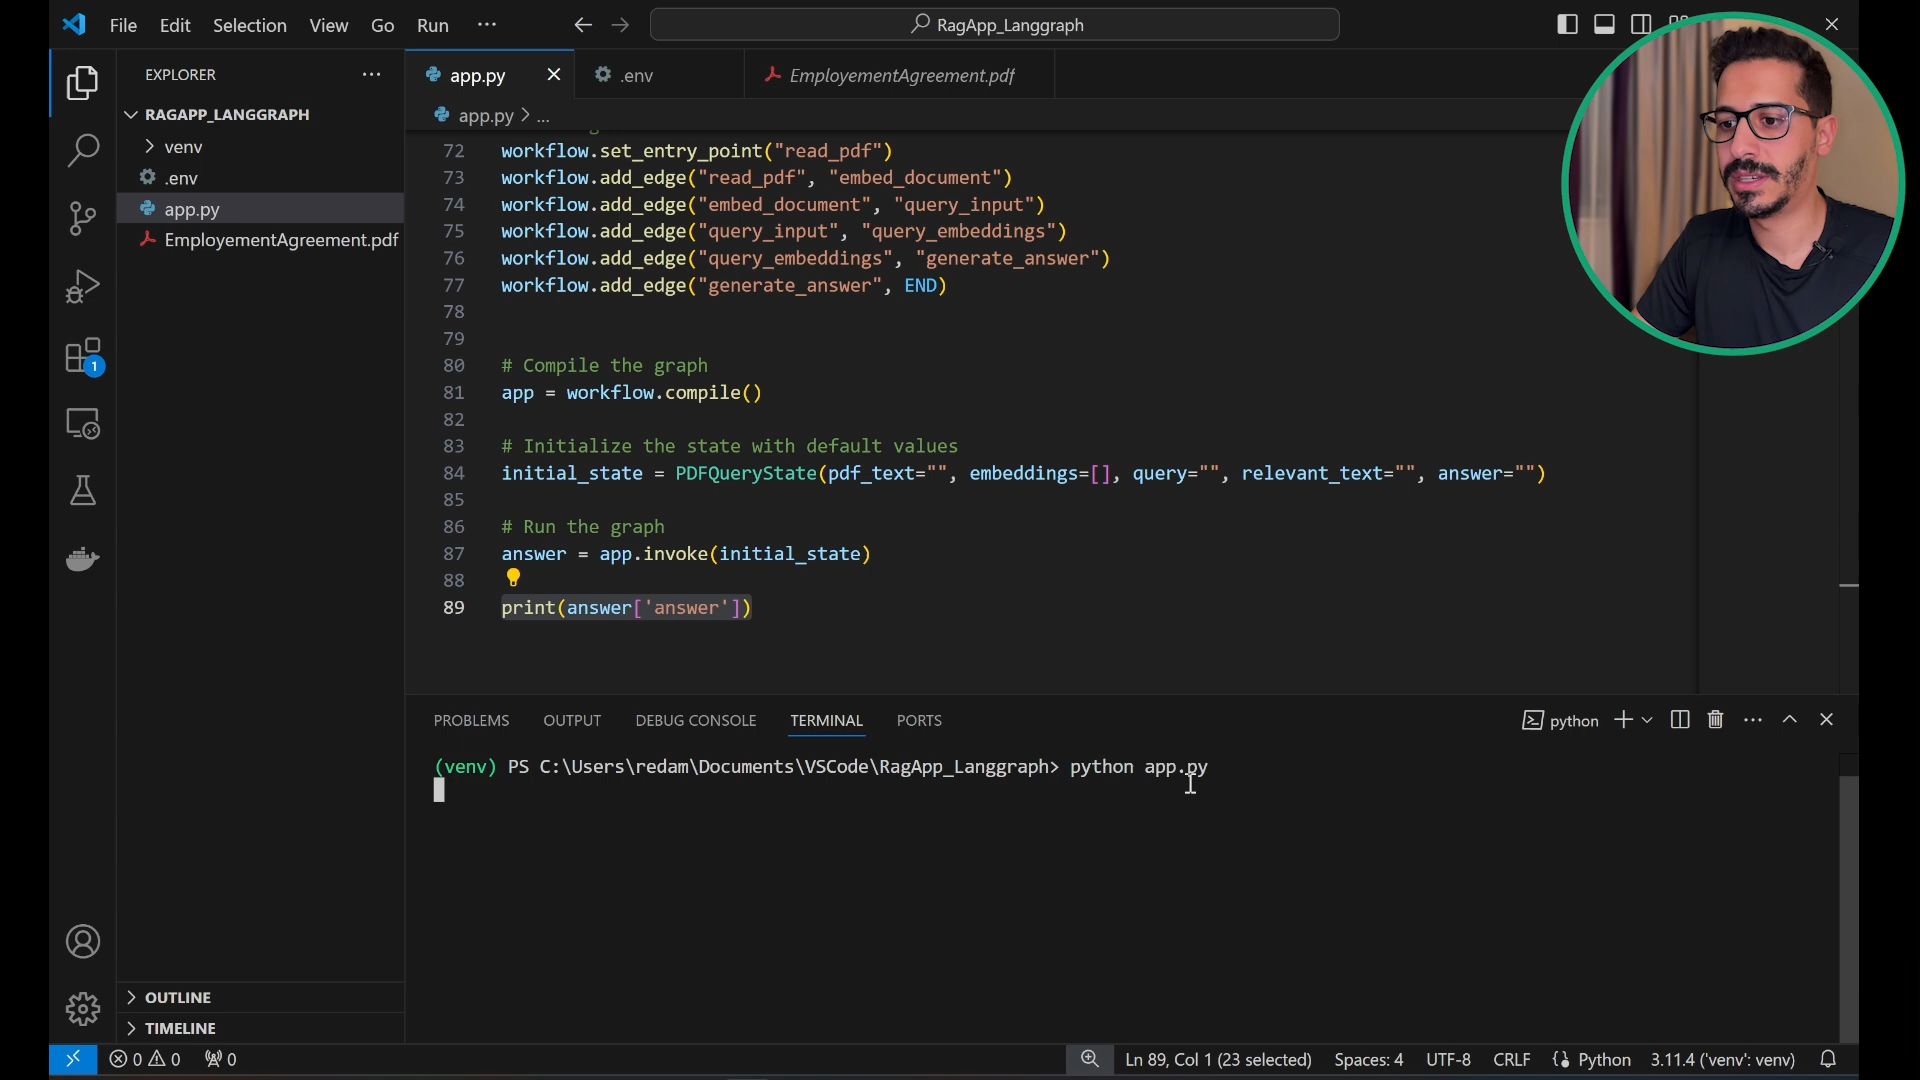 File Edit Selection View Go Run ···
RagApp_Langgraph
EXPLORER
RAGAPP_LANGGRAPH
venv
.env
app.py
EmployementAgreement.pdf
OUTLINE
TIMELINE
app.py
.env
EmployementAgreement.pdf
app.py > ...
72 workflow.set_entry_point("read_pdf")
73 workflow.add_edge("read_pdf", "embed_document")
74 workflow.add_edge("embed_document", "query_input")
75 workflow.add_edge("query_input", "query_embeddings")
76 workflow.add_edge("query_embeddings", "generate_answer")
77 workflow.add_edge("generate_answer", END)
78
79
80 # Compile the graph
81 app = workflow.compile()
82
83 # Initialize the state with default values
84 initial_state = PDFQueryState(pdf_text="", embeddings=[], query="", relevant_text="", answer="")
85
86 # Run the graph
87 answer = app.invoke(initial_state)
88
89 print(answer['answer'])
PROBLEMS OUTPUT DEBUG CONSOLE TERMINAL PORTS
python
(venv) PS C:\Users\redam\Documents\VSCode\RagApp_Langgraph> python app.py
1
0 0 0
Ln 89, Col 1 (23 selected) Spaces: 4 UTF-8 CRLF Python 3.11.4 ('venv': venv)